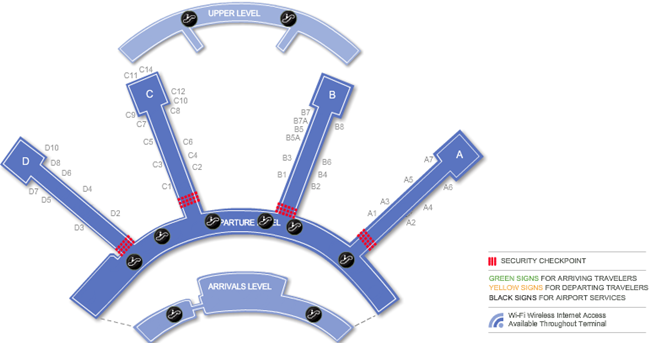 UPPER LEVEL
C14
C11
C
C12
C10
C9
C8
C7
C5
C6
C4
C3
C2
C1
B
B7
B7A
B8
B5
B5A
B3
B6
B1
B4
B2
D
D10
D8
D6
D7
D5
D4
D3
D2
A
A7
A5
A6
A3
A4
A1
A2
PARTURE EL
ARRIVALS LEVEL
SECURITY CHECKPOINT
GREEN SIGNS FOR ARRIVING TRAVELERS
YELLOW SIGNS FOR DEPARTING TRAVELERS
BLACK SIGNS FOR AIRPORT SERVICES
Wi-Fi Wireless Internet Access
Available Throughout Terminal